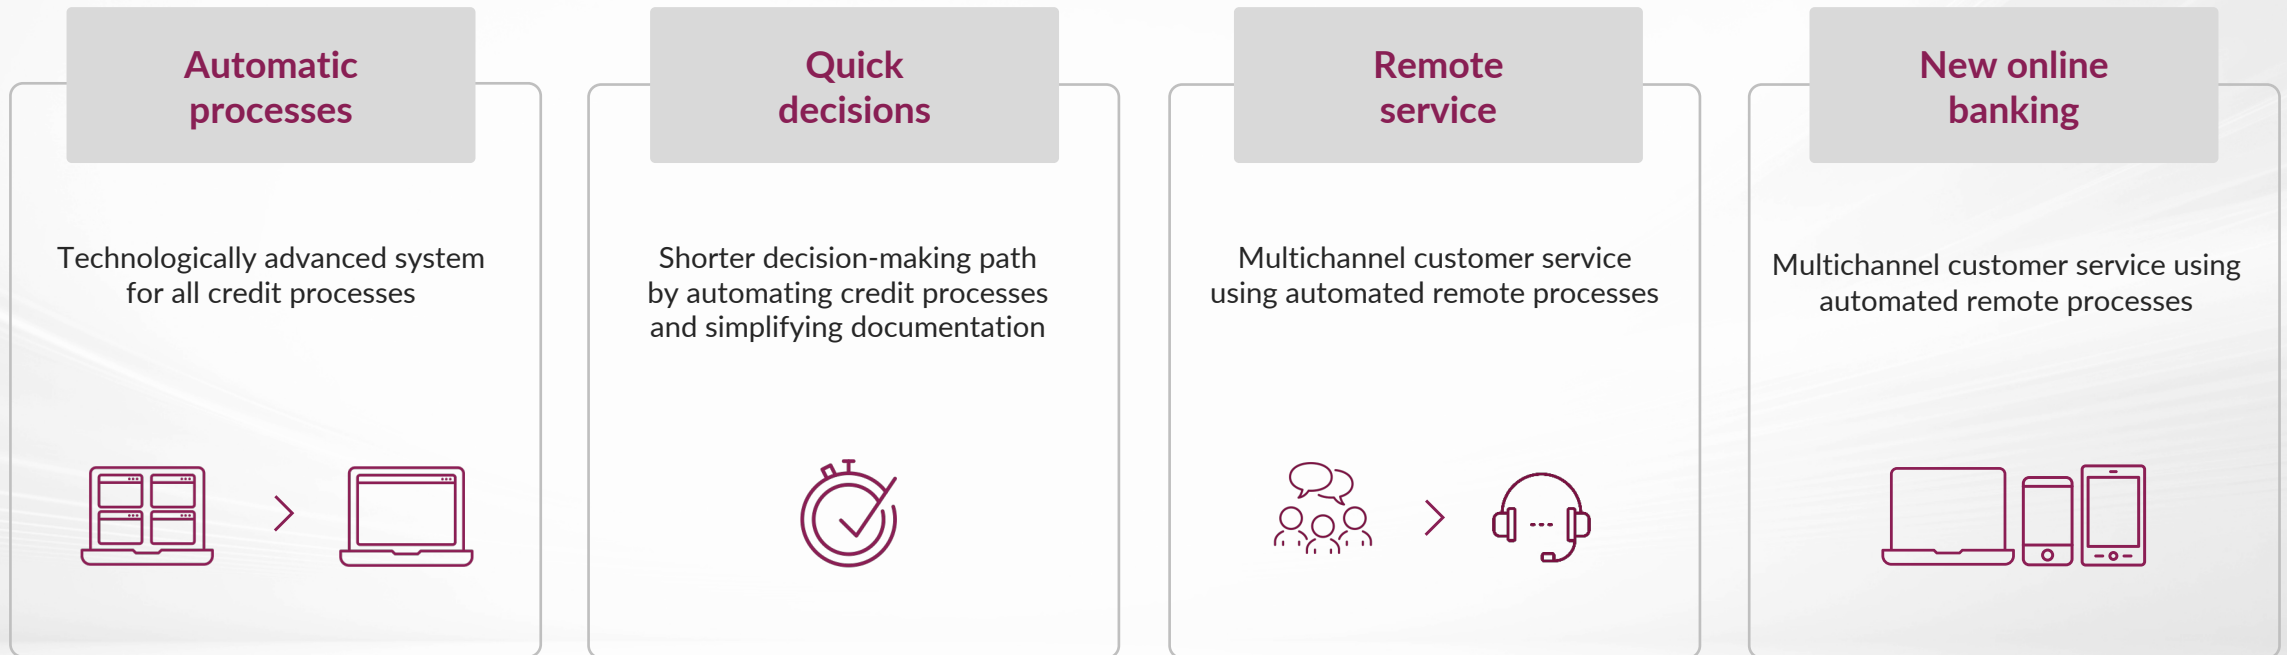 Automatic
processes
Technologically advanced system
for all credit processes
Quick
decisions
Shorter decision-making path
by automating credit processes
and simplifying documentation
Remote
service
Multichannel customer service
using automated remote processes
New online
banking
Multichannel customer service using
automated remote processes